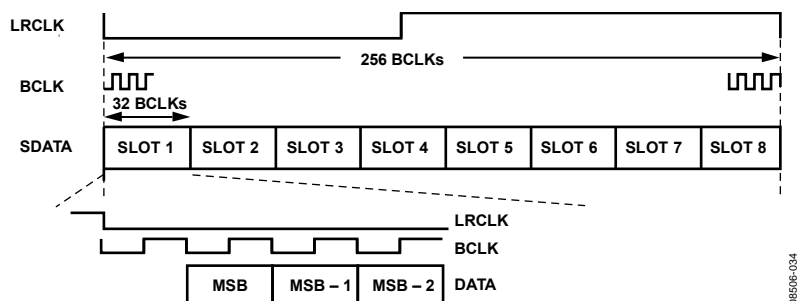 LRCLK
256 BCLKs
BCLK
32 BCLKs
SDATA SLOT 1 SLOT 2 SLOT 3 SLOT 4 SLOT 5 SLOT 6 SLOT 7 SLOT 8
LRCLK
BCLK
MSB MSB – 1 MSB – 2 DATA
08506-034